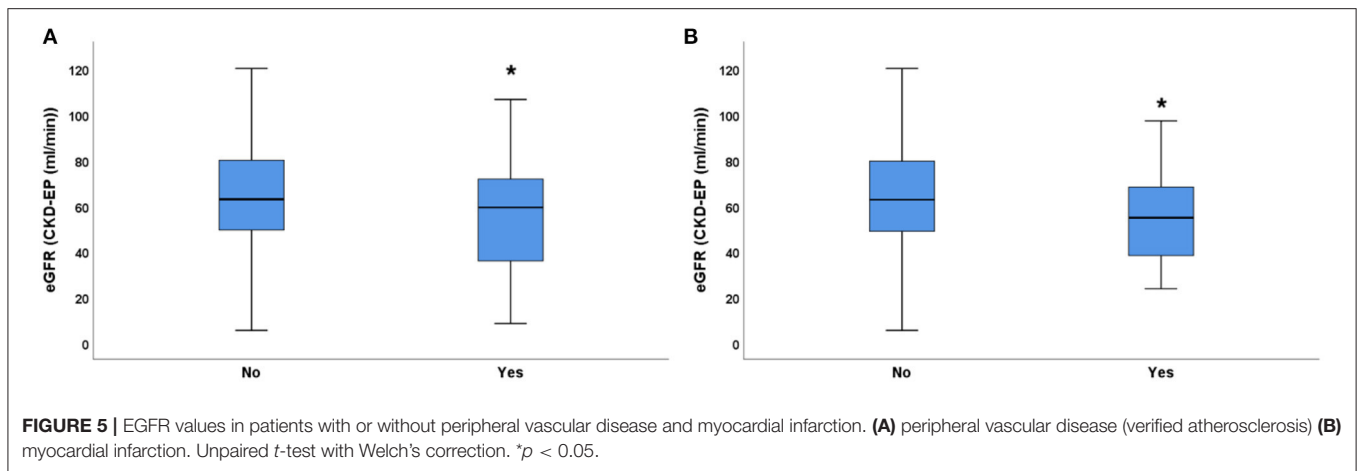 A
eGFR (CKD-EP (ml/min))
120
100
80
60
40
20
0
*
No
Yes
B
eGFR (CKD-EP (ml/min))
120
100
80
60
40
20
0
*
No
Yes
FIGURE 5 | EGFR values in patients with or without peripheral vascular disease and myocardial infarction. (A) peripheral vascular disease (verified atherosclerosis) (B)
myocardial infarction. Unpaired t-test with Welch's correction. *p < 0.05.